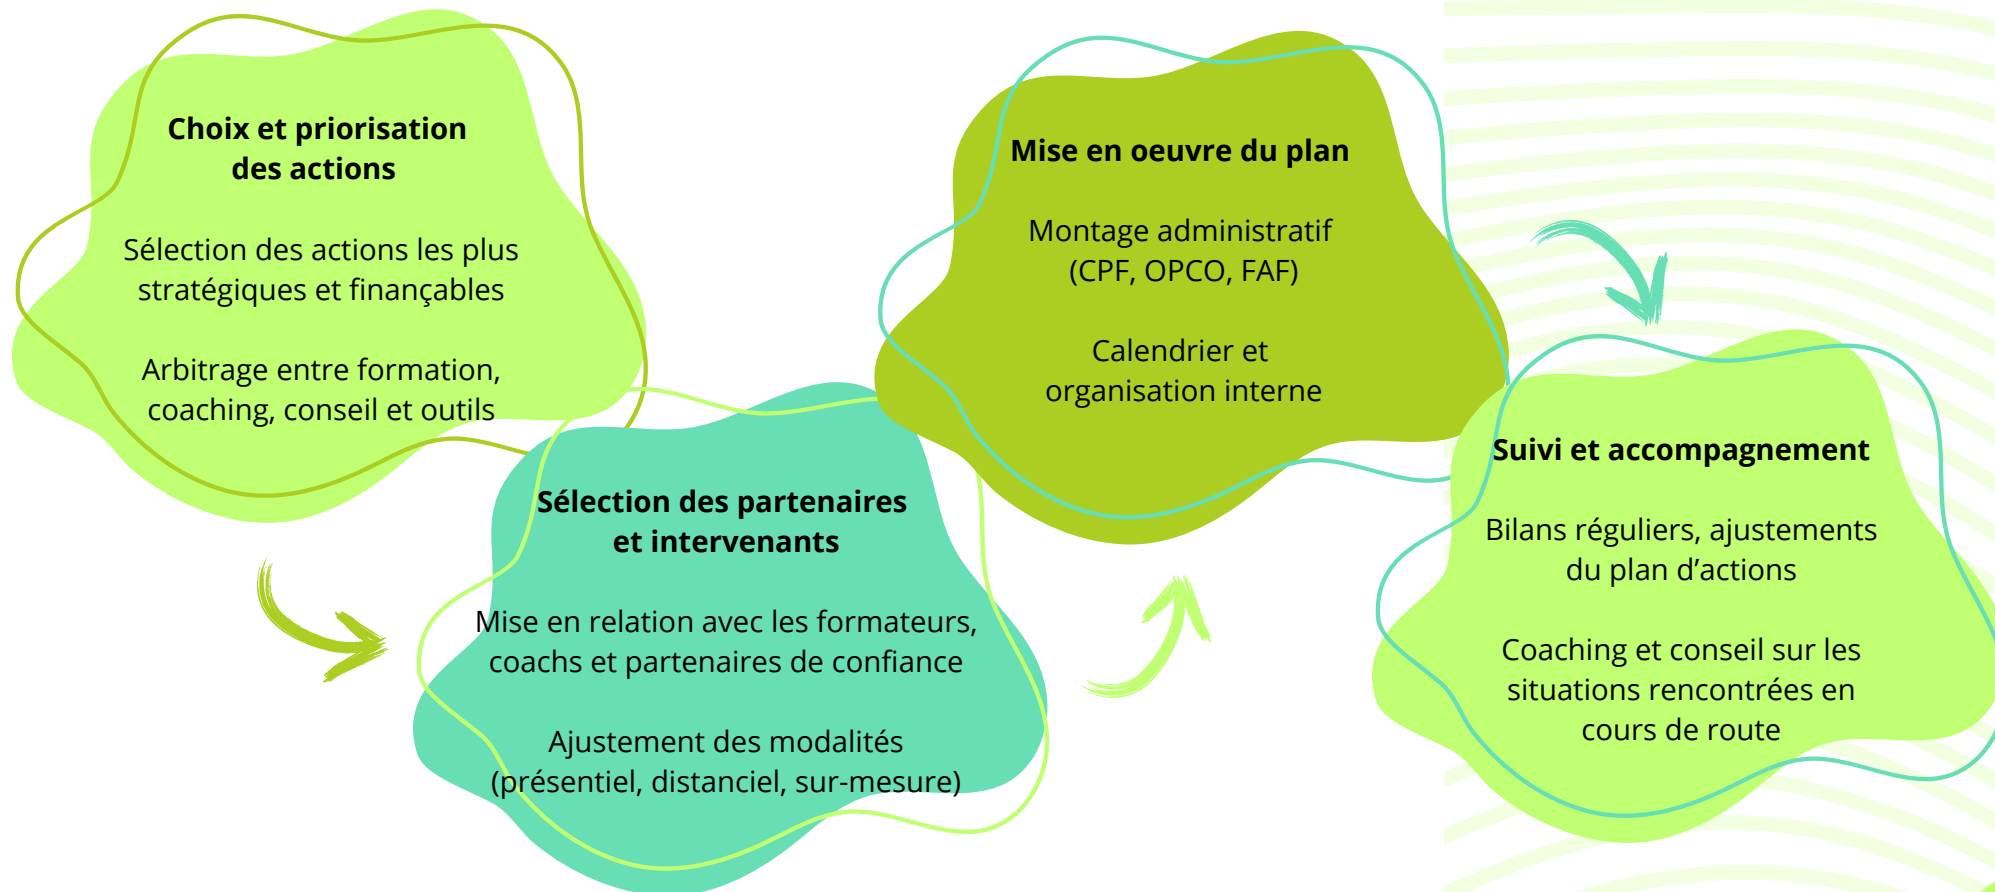 Choix et priorisation
des actions
Sélection des actions les plus
stratégiques et finançables
Arbitrage entre formation,
coaching, conseil et outils
Sélection des partenaires
et intervenants
Mise en relation avec les formateurs,
coachs et partenaires de confiance
Ajustement des modalités
(présentiel, distanciel, sur-mesure)
Mise en oeuvre du plan
Montage administratif
(CPF, OPCO, FAF)
Calendrier et
organisation interne
Suivi et accompagnement
Bilans réguliers, ajustements
du plan d’actions
Coaching et conseil sur les
situations rencontrées en
cours de route